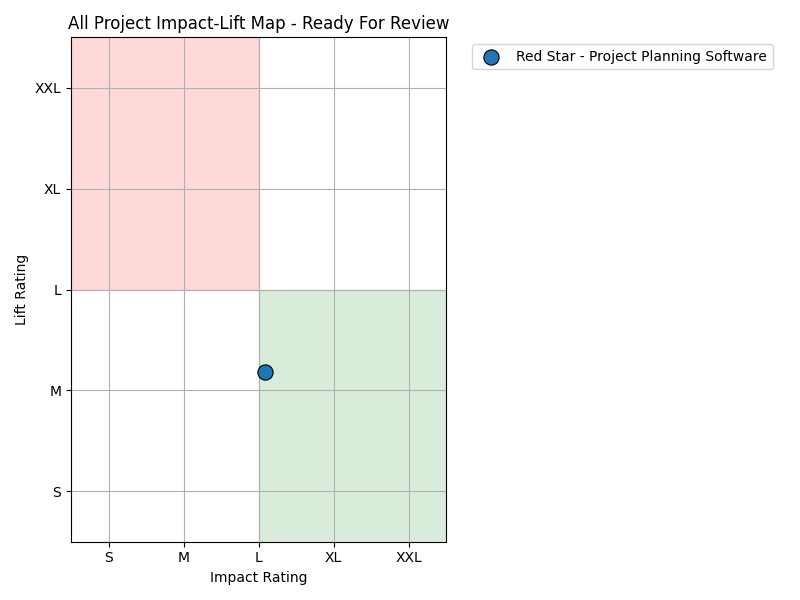 All Project Impact-Lift Map - Ready For Review
Red Star - Project Planning Software
XXL
XL
L
M
S
Lift Rating
S M L XL XXL
Impact Rating